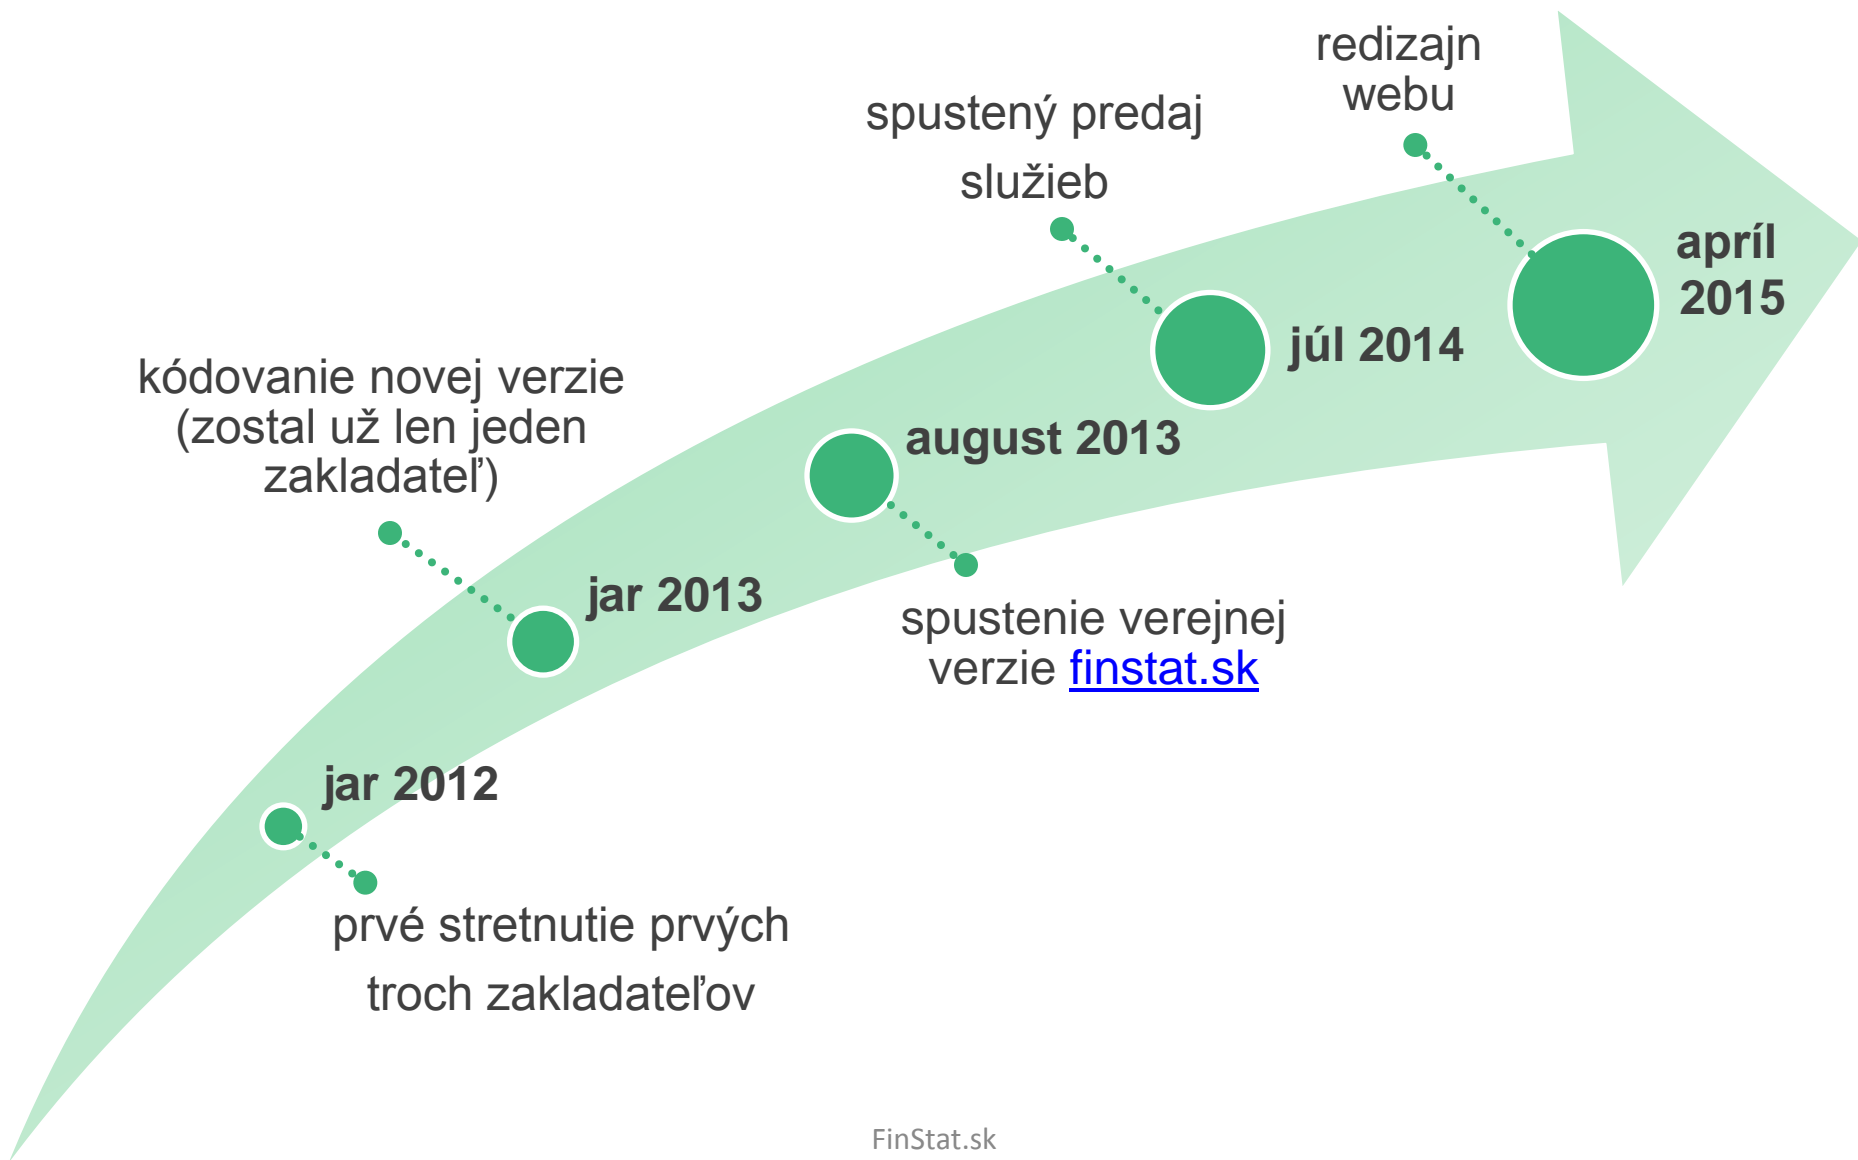 redizajn
webu
spustený predaj
služieb
apríl
2015
júl 2014
kódovanie novej verzie
(zostal už len jeden
zakladateľ)
august 2013
jar 2013
spustenie verejnej
verzie finstat.sk
jar 2012
prvé stretnutie prvých
troch zakladateľov
FinStat.sk